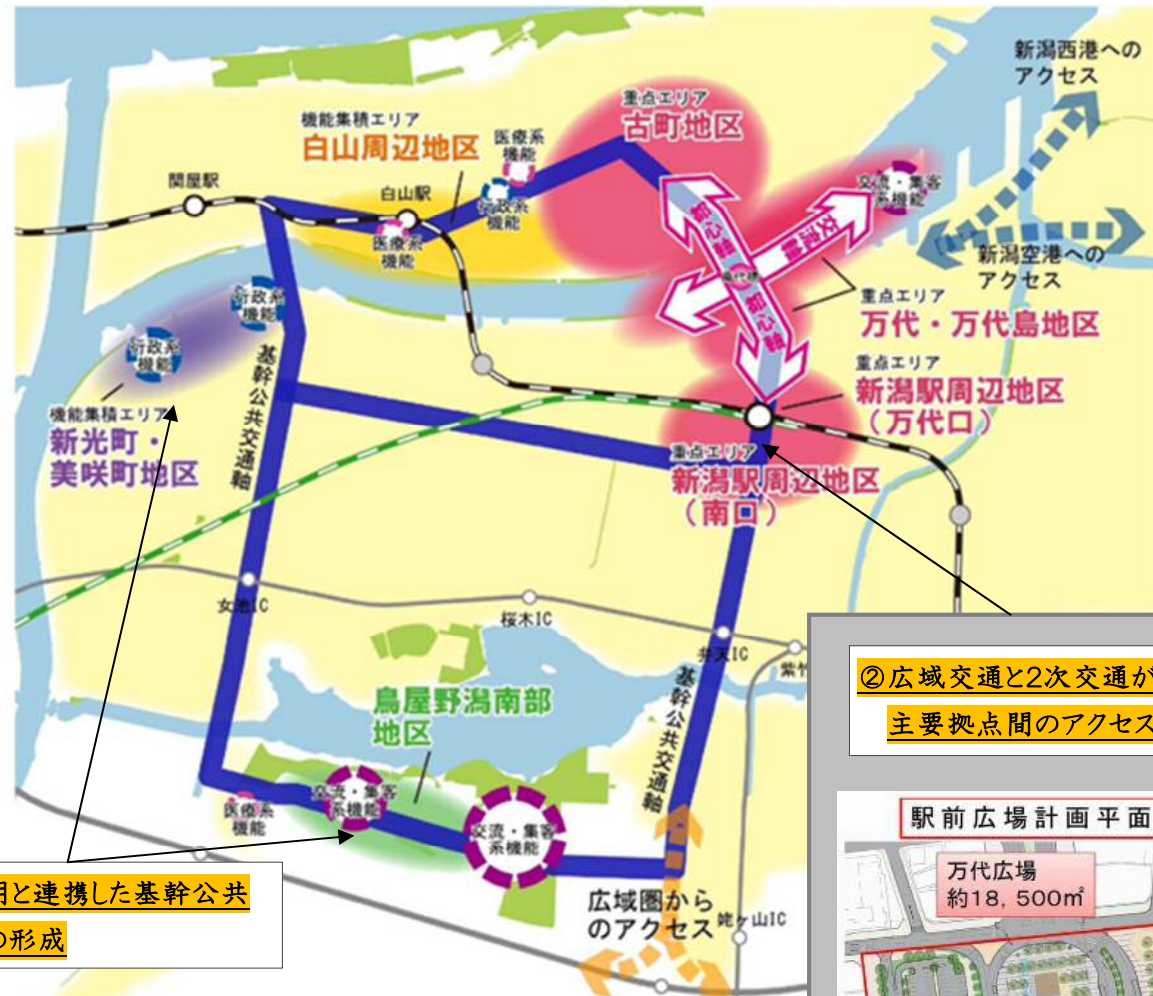 新潟西港への
アクセス
重点エリア
古町地区
機能集積エリア
白山周辺地区
医療系
機能
関屋駅
白山駅
行政系
機能
医療系
機能
交流・集客
系機能
都心軸
交流軸
万代橋
都心軸
新潟空港への
アクセス
重点エリア
万代・万代島地区
行政系
機能
行政系
機能
重点エリア
新潟駅周辺地区
(万代口)
基幹公共交通軸
機能集積エリア
新光町・
美咲町地区
重点エリア
新潟駅周辺地区
(南口)
女池IC
桜木IC
弁天IC
紫竹
②広域交通と2次交通が
主要拠点間のアクセス
鳥屋野潟南部
地区
基幹公共交通軸
医療系
機能
交流・集客
系機能
交流・集客
系機能
駅前広場計画平面
万代広場
約18,500㎡
用と連携した基幹公共
の形成
広域圏から
のアクセス
姥ヶ山IC